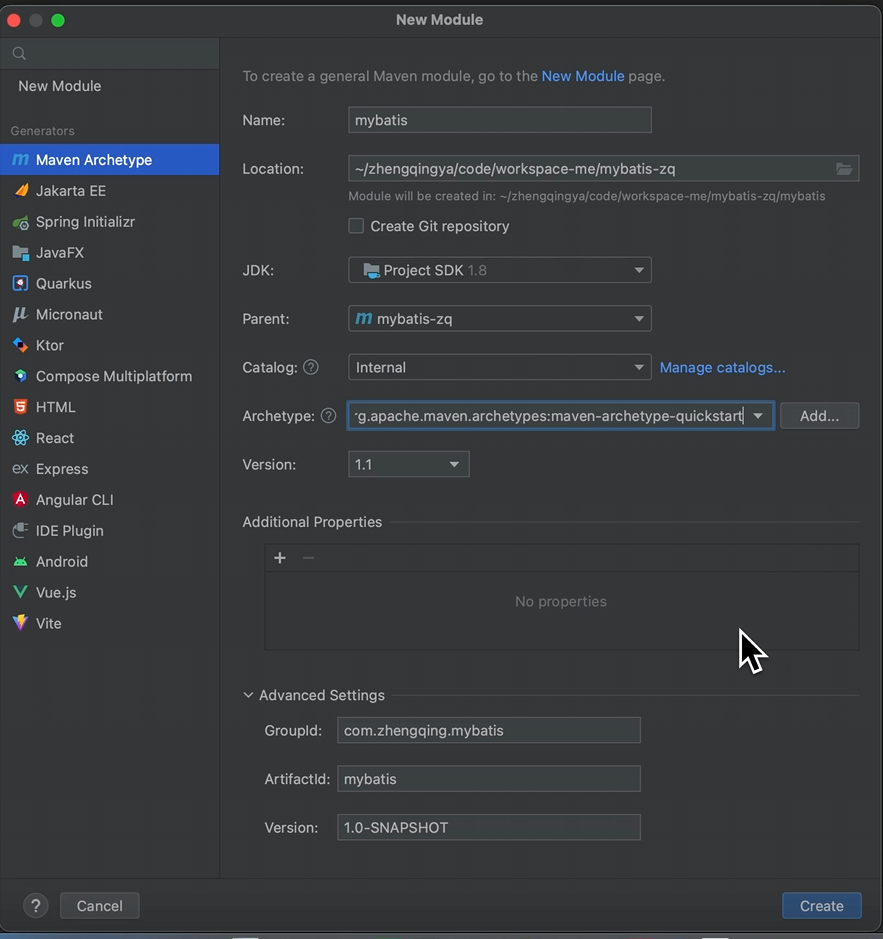 New Module
New Module
Generators
Maven Archetype
Jakarta EE
Spring Initializr
JavaFX
Quarkus
Micronaut
Ktor
Compose Multiplatform
HTML
React
Express
Angular CLI
IDE Plugin
Android
Vue.js
Vite
To create a general Maven module, go to the New Module page.
Name: mybatis
Location: ~/zhengqingya/code/workspace-me/mybatis-zq
Module will be created in: ~/zhengqingya/code/workspace-me/mybatis-zq/mybatis
Create Git repository
JDK: Project SDK 1.8
Parent: mybatis-zq
Catalog: ? Internal Manage catalogs...
Archetype: ? rg.apache.maven.archetypes:maven-archetype-quickstart Add...
Version: 1.1
Additional Properties
+ −
No properties
Advanced Settings
GroupId: com.zhengqing.mybatis
ArtifactId: mybatis
Version: 1.0-SNAPSHOT
? Cancel Create